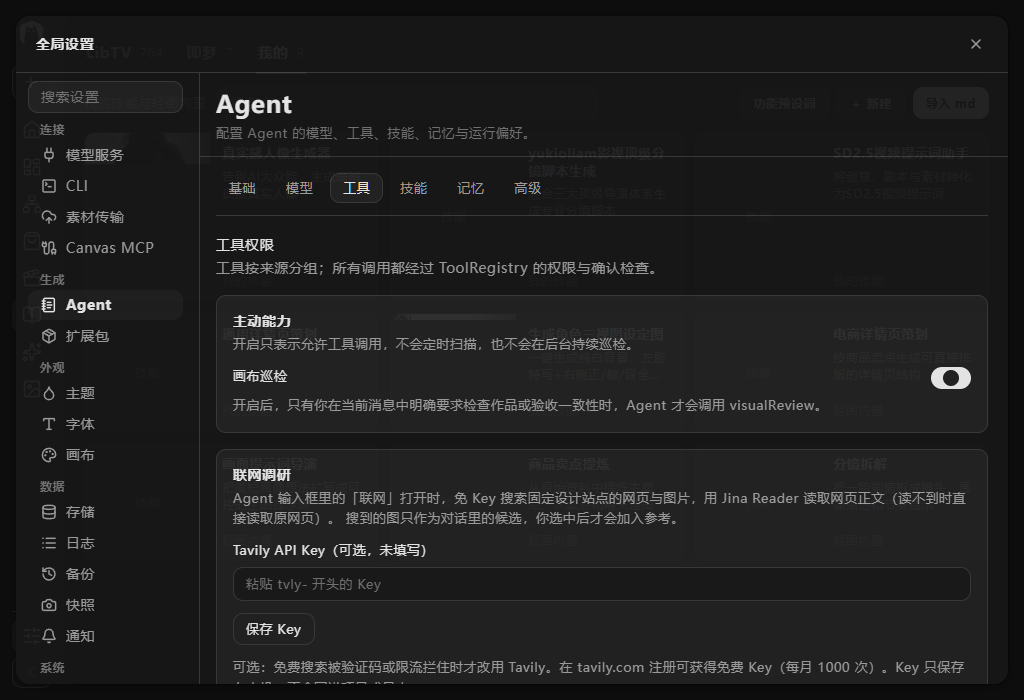 全局设置
搜索设置
连接
模型服务
CLI
素材传输
Canvas MCP
生成
Agent
扩展包
外观
主题
字体
画布
数据
存储
日志
备份
快照
通知
系统
Agent
配置 Agent 的模型、工具、技能、记忆与运行偏好。
基础
模型
工具
技能
记忆
高级
工具权限
工具按来源分组；所有调用都经过 ToolRegistry 的权限与确认检查。
主动能力
开启只表示允许工具调用，不会定时扫描，也不会在后台持续巡检。
画布巡检
开启后，只有你在当前消息中明确要求检查作品或验收一致性时，Agent 才会调用 visualReview。
联网调研
Agent 输入框里的「联网」打开时，免 Key 搜索固定设计站点的网页与图片，用 Jina Reader 读取网页正文（读不到时直
接读取原网页）。 搜到的图只作为对话里的候选，你选中后才会加入参考。
Tavily API Key（可选，未填写）
粘贴 tvly- 开头的 Key
保存 Key
可选：免费搜索被验证码或限流拦住时才改用 Tavily。在 tavily.com 注册可获得免费 Key（每月 1000 次）。Key 只保存